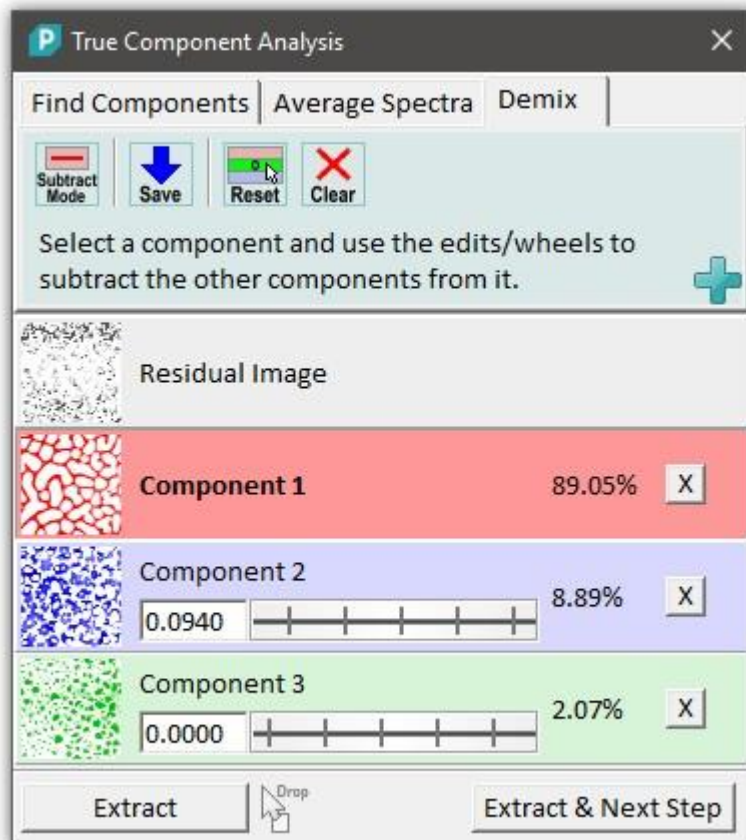 True Component Analysis
Find Components Average Spectra Demix
Subtract Mode Save Reset Clear
Select a component and use the edits/wheels to
subtract the other components from it.
Residual Image
Component 1 89.05% X
Component 2
0.0940 8.89% X
Component 3
0.0000 2.07% X
Extract Drop Extract & Next Step